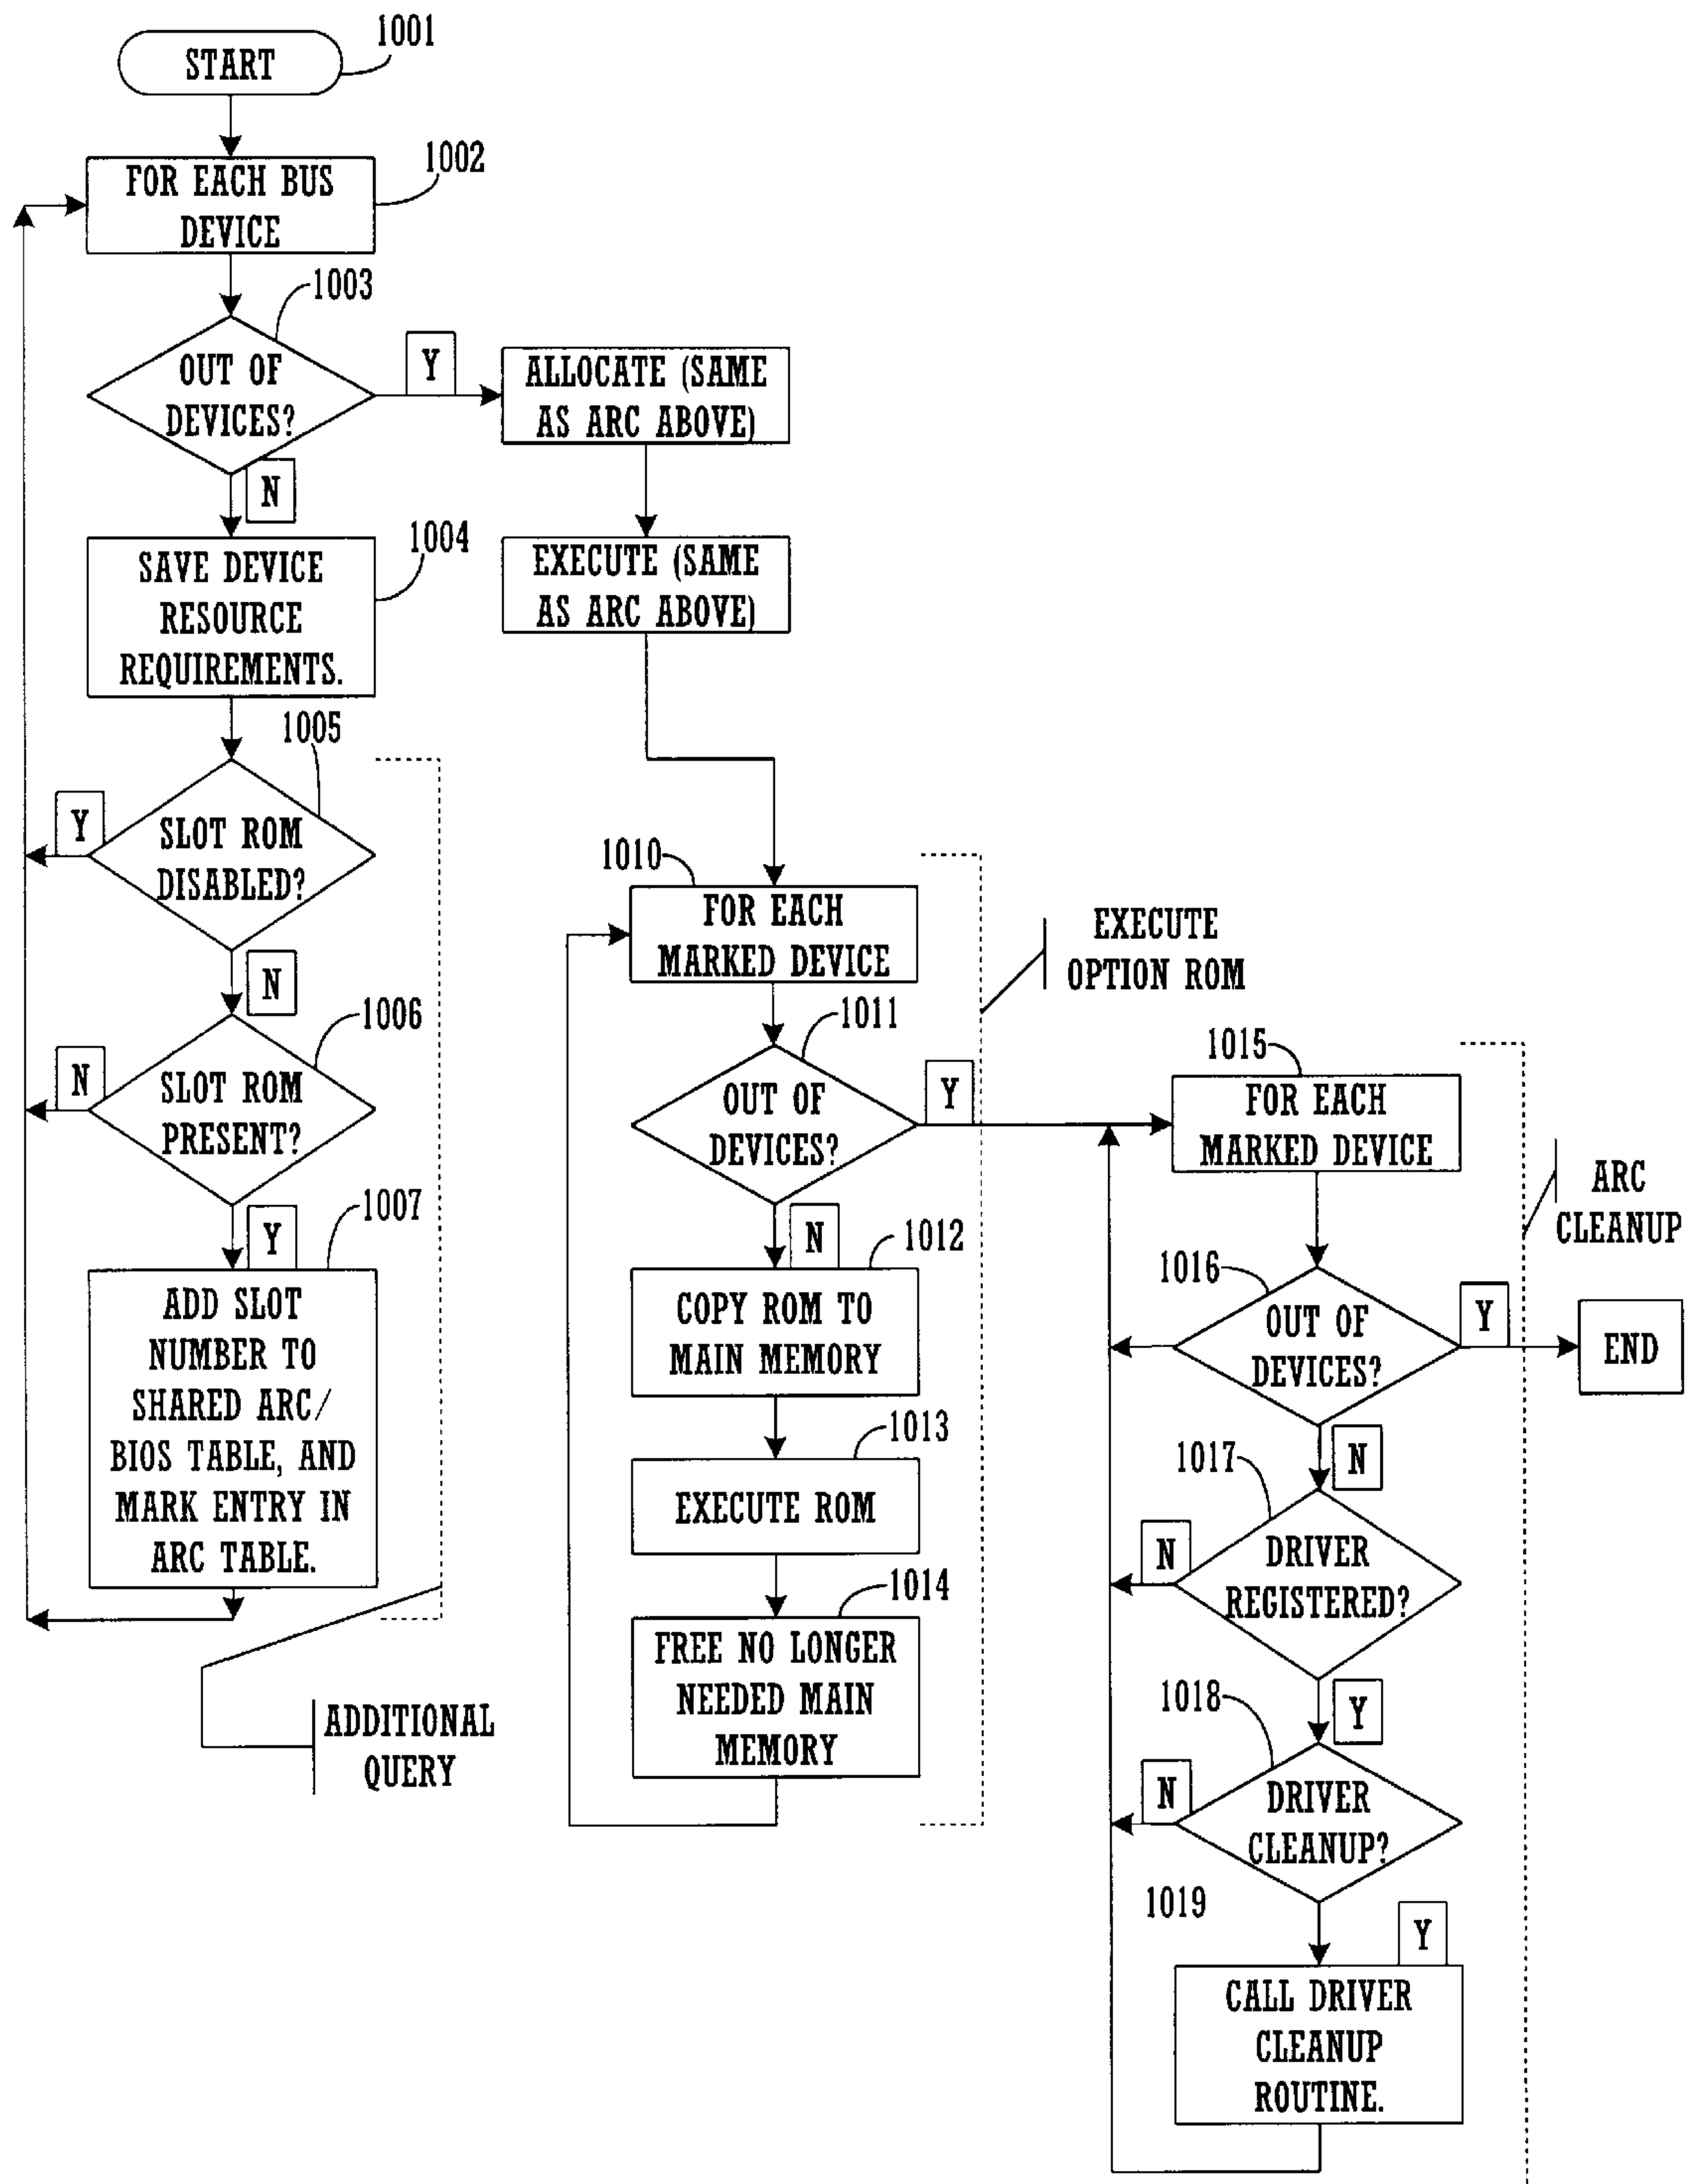 START
1001
FOR EACH BUS
DEVICE
1002
1003
OUT OF
DEVICES?
Y
N
ALLOCATE (SAME
AS ARC ABOVE)
EXECUTE (SAME
AS ARC ABOVE)
1004
SAVE DEVICE
RESOURCE
REQUIREMENTS.
1005
SLOT ROM
DISABLED?
Y
N
1006
SLOT ROM
PRESENT?
N
Y
1007
ADD SLOT
NUMBER TO
SHARED ARC/
BIOS TABLE, AND
MARK ENTRY IN
ARC TABLE.
ADDITIONAL
QUERY
1010
FOR EACH
MARKED DEVICE
EXECUTE
OPTION ROM
1011
OUT OF
DEVICES?
Y
N
1012
COPY ROM TO
MAIN MEMORY
1013
EXECUTE ROM
1014
FREE NO LONGER
NEEDED MAIN
MEMORY
1015
FOR EACH
MARKED DEVICE
ARC
CLEANUP
1016
OUT OF
DEVICES?
Y
END
N
1017
DRIVER
REGISTERED?
N
Y
1018
DRIVER
CLEANUP?
N
1019
Y
CALL DRIVER
CLEANUP
ROUTINE.